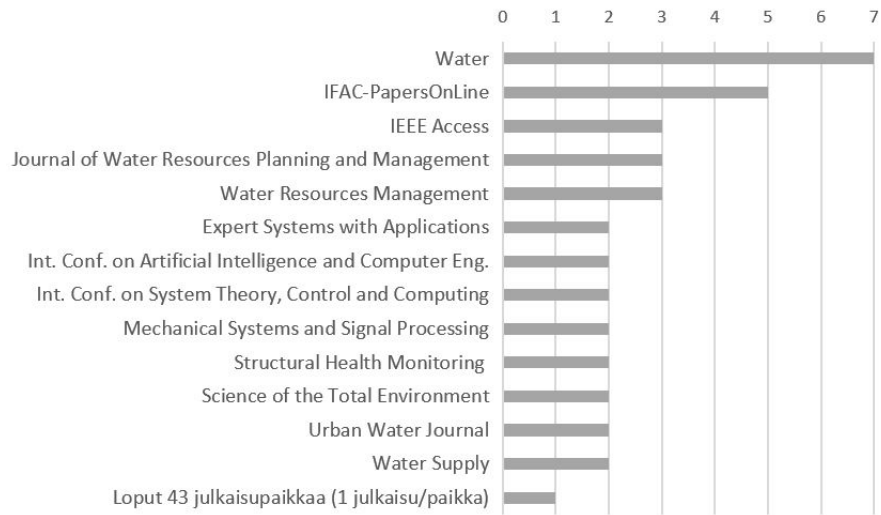 0 1 2 3 4 5 6 7
Water
IFAC-PapersOnLine
IEEE Access
Journal of Water Resources Planning and Management
Water Resources Management
Expert Systems with Applications
Int. Conf. on Artificial Intelligence and Computer Eng.
Int. Conf. on System Theory, Control and Computing
Mechanical Systems and Signal Processing
Structural Health Monitoring
Science of the Total Environment
Urban Water Journal
Water Supply
Loput 43 julkaisupaikkaa (1 julkaisu/paikka)